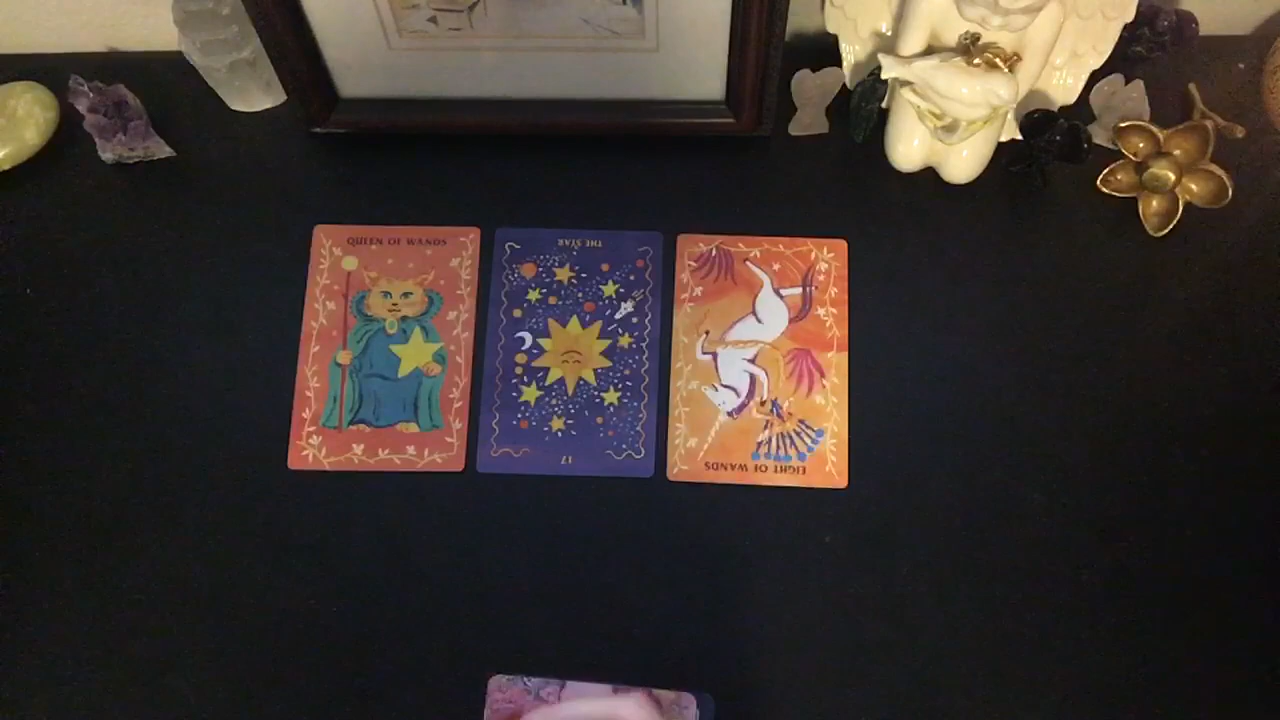 QUEEN OF WANDS
THE STAR
17
EIGHT OF WANDS